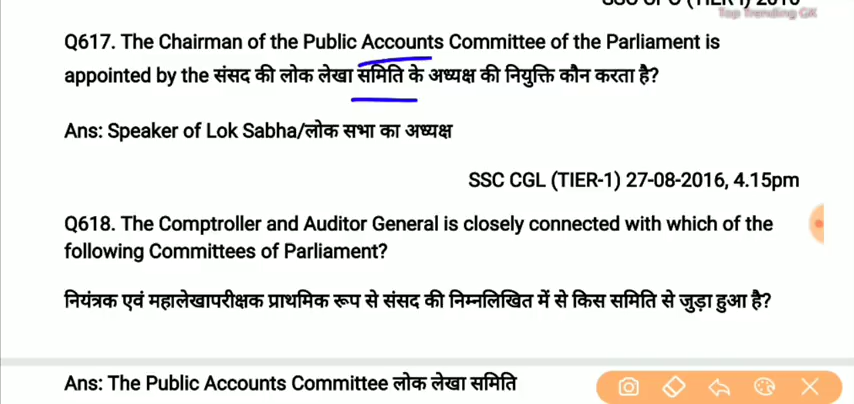 Top Trending GK
Q617. The Chairman of the Public Accounts Committee of the Parliament is
appointed by the संसद की लोक लेखा समिति के अध्यक्ष की नियुक्ति कौन करता है?
Ans: Speaker of Lok Sabha/लोक सभा का अध्यक्ष
SSC CGL (TIER-1) 27-08-2016, 4.15pm
Q618. The Comptroller and Auditor General is closely connected with which of the
following Committees of Parliament?
नियंत्रक एवं महालेखापरीक्षक प्राथमिक रूप से संसद की निम्नलिखित में से किस समिति से जुड़ा हुआ है?
Ans: The Public Accounts Committee लोक लेखा समिति